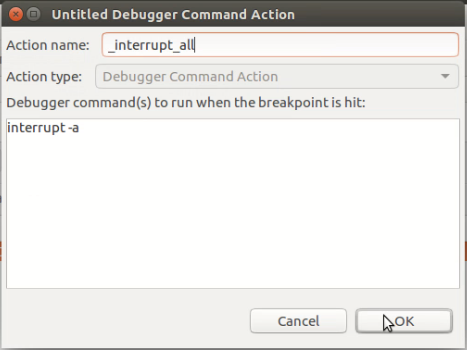 Untitled Debugger Command Action
Action name: _interrupt_all
Action type: Debugger Command Action
Debugger command(s) to run when the breakpoint is hit:
interrupt -a
Cancel OK